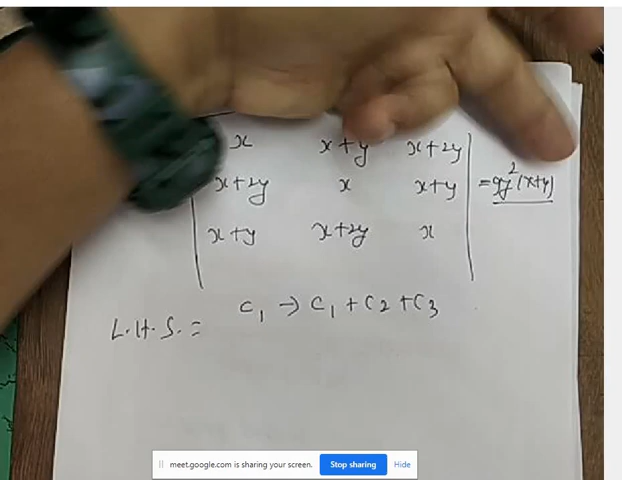 x x+y x+2y
x+2y x x+y = 9y²(x+y)
x+y x+2y x
C₁ → C₁ + C₂ + C₃
L.H.S. =
meet.google.com is sharing your screen. Stop sharing Hide